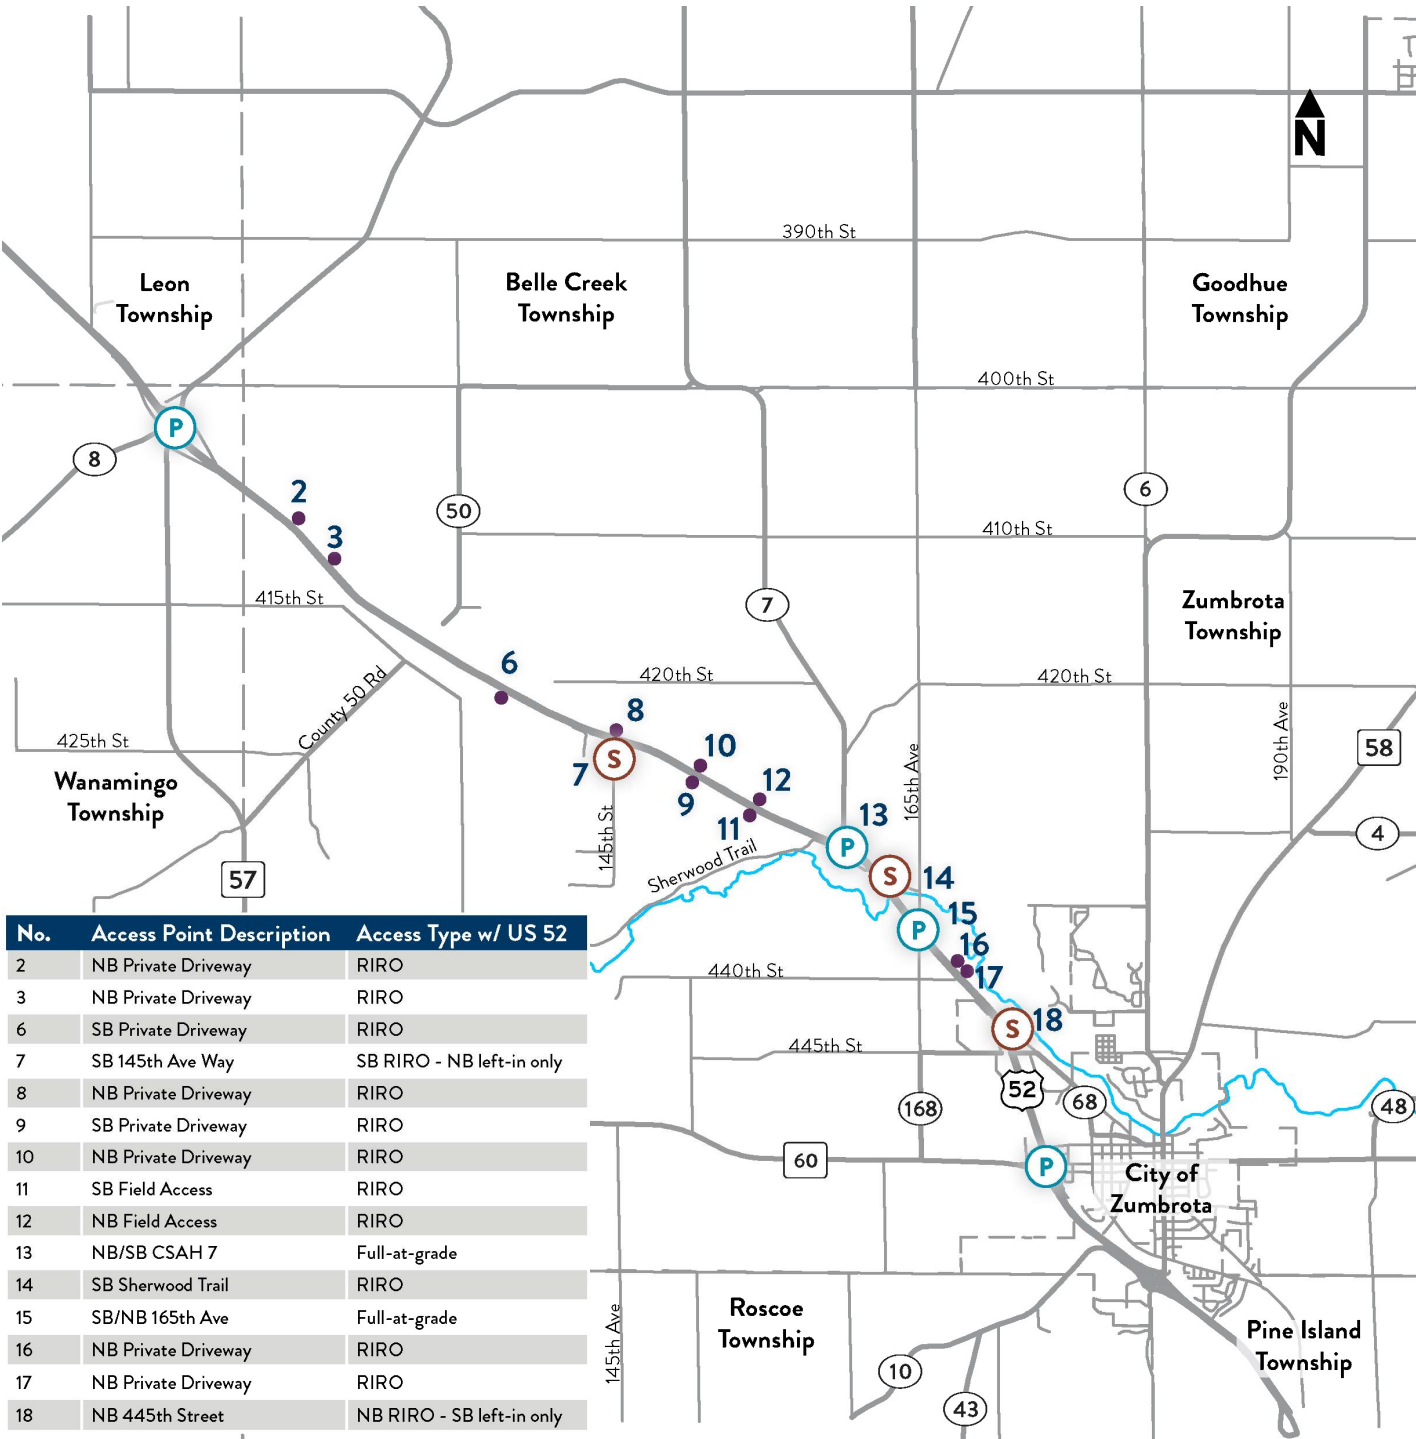 N
390th St
Leon
Township
Belle Creek
Township
Goodhue
Township
400th St
P
8
2
50
6
3
410th St
415th St
7
Zumbrota
Township
6
420th St
420th St
County 50 Rd
8
190th Ave
58
425th St
10
7
S
165th Ave
Wanamingo
Township
9
12
11
13
145th St
4
P
Sherwood Trail
57
S
14
15
P
16
17
440th St
18
S
445th St
52
168
68
48
60
P
City of
Zumbrota
Roscoe
Township
145th Ave
Pine Island
Township
10
43
No. Access Point Description Access Type w/ US 52
2 NB Private Driveway RIRO
3 NB Private Driveway RIRO
6 SB Private Driveway RIRO
7 SB 145th Ave Way SB RIRO - NB left-in only
8 NB Private Driveway RIRO
9 SB Private Driveway RIRO
10 NB Private Driveway RIRO
11 SB Field Access RIRO
12 NB Field Access RIRO
13 NB/SB CSAH 7 Full-at-grade
14 SB Sherwood Trail RIRO
15 SB/NB 165th Ave Full-at-grade
16 NB Private Driveway RIRO
17 NB Private Driveway RIRO
18 NB 445th Street NB RIRO - SB left-in only